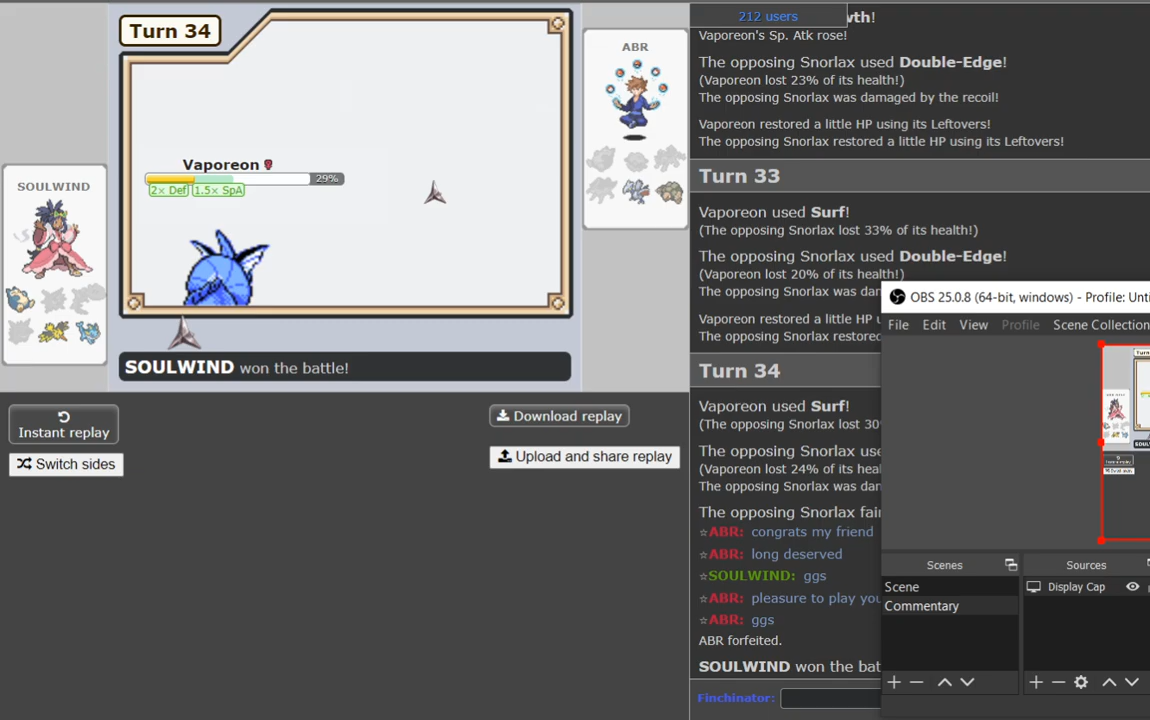 Turn 34
Vaporeon
29%
2× Def 1.5× SpA
SOULWIND
ABR
SOULWIND won the battle!
Instant replay
Switch sides
Download replay
Upload and share replay
212 users
Vaporeon's Sp. Atk rose!
The opposing Snorlax used Double-Edge!
(Vaporeon lost 23% of its health!)
The opposing Snorlax was damaged by the recoil!
Vaporeon restored a little HP using its Leftovers!
The opposing Snorlax restored a little HP using its Leftovers!
Turn 33
Vaporeon used Surf!
(The opposing Snorlax lost 33% of its health!)
The opposing Snorlax used Double-Edge!
(Vaporeon lost 20% of its health!)
The opposing Snorlax was
Vaporeon restored a little HP
The opposing Snorlax restored
Turn 34
Vaporeon used Surf!
(The opposing Snorlax lost 30
The opposing Snorlax
(Vaporeon lost 24% of its
The opposing Snorlax was
The opposing Snorlax
☆ABR: congrats my friend
☆ABR: long deserved
☆SOULWIND: ggs
☆ABR: pleasure to play you
☆ABR: ggs
ABR forfeited.
SOULWIND won the
Finchinator:
OBS 25.0.8 (64-bit, windows) - Profile:
File Edit View Profile Scene Collection
Scenes
Sources
Scene
Commentary
Display Cap